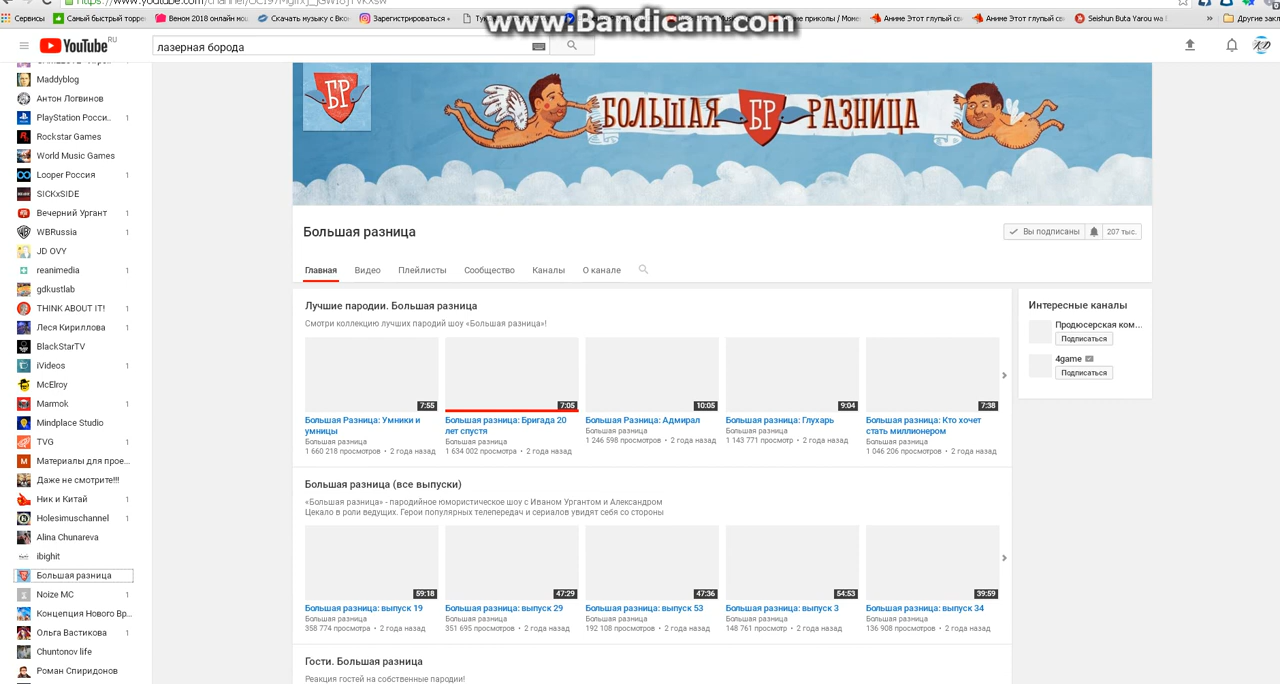 www.Bandicam.com
Сервисы
Самый быстрый торрє
Веном 2018 онлайн мош
Скачать музыку с Вкон
Зарегистрироваться •
Аниме Этот глупый сві
Аниме Этот глупый сві
Seishun Buta Yarou wa l
»
Другие закл
YouTube RU
лазерная борода
Maddyblog
Антон Логвинов
PlayStation Росси.. 1
Rockstar Games
World Music Games
Looper Россия 1
SICKxSIDE
Вечерний Ургант 1
WBRussia 1
JD OVY
reanimedia 1
gdkustlab
THINK ABOUT IT! 1
Леся Кириллова 1
BlackStarTV
iVideos 1
McElroy
Marmok 1
Mindplace Studio
TVG 1
Материалы для прое...
Даже не смотрите!!!
Ник и Китай 1
Holesimuschannel 1
Alina Chunareva
ibighit
Большая разница
Noize MC 1
Концепция Нового Вр...
Ольга Вастикова 1
Chuntonov life
Роман Спиридонов
БР
БОЛЬШАЯ БР РАЗНИЦА
Большая разница
Вы подписаны 207 тыс.
Главная Видео Плейлисты Сообщество Каналы О канале
Лучшие пародии. Большая разница
Смотри коллекцию лучших пародий шоу «Большая разница»!
7:55 7:05 10:05 9:04 7:38
Большая Разница: Умники и умницы
Большая разница
1 660 218 просмотров • 2 года назад
Большая разница: Бригада 20 лет спустя
Большая разница
1 634 002 просмотра • 2 года назад
Большая Разница: Адмирал
Большая разница
1 246 598 просмотров • 2 года назад
Большая разница: Глухарь
Большая разница
1 143 771 просмотр • 2 года назад
Большая разница: Кто хочет стать миллионером
Большая разница
1 046 206 просмотров • 2 года назад
Большая разница (все выпуски)
«Большая разница» - пародийное юмористическое шоу с Иваном Ургантом и Александром
Цекало в роли ведущих. Герои популярных телепередач и сериалов увидят себя со стороны
59:18 47:29 47:36 54:53 39:59
Большая разница: выпуск 19
Большая разница
358 774 просмотра • 2 года назад
Большая разница: выпуск 29
Большая разница
351 695 просмотров • 2 года назад
Большая разница: выпуск 53
Большая разница
192 108 просмотров • 2 года назад
Большая разница: выпуск 3
Большая разница
148 761 просмотр • 2 года назад
Большая разница: выпуск 34
Большая разница
136 908 просмотров • 2 года назад
Гости. Большая разница
Реакция гостей на собственные пародии!
Интересные каналы
Продюсерская ком...
Подписаться
4game
Подписаться